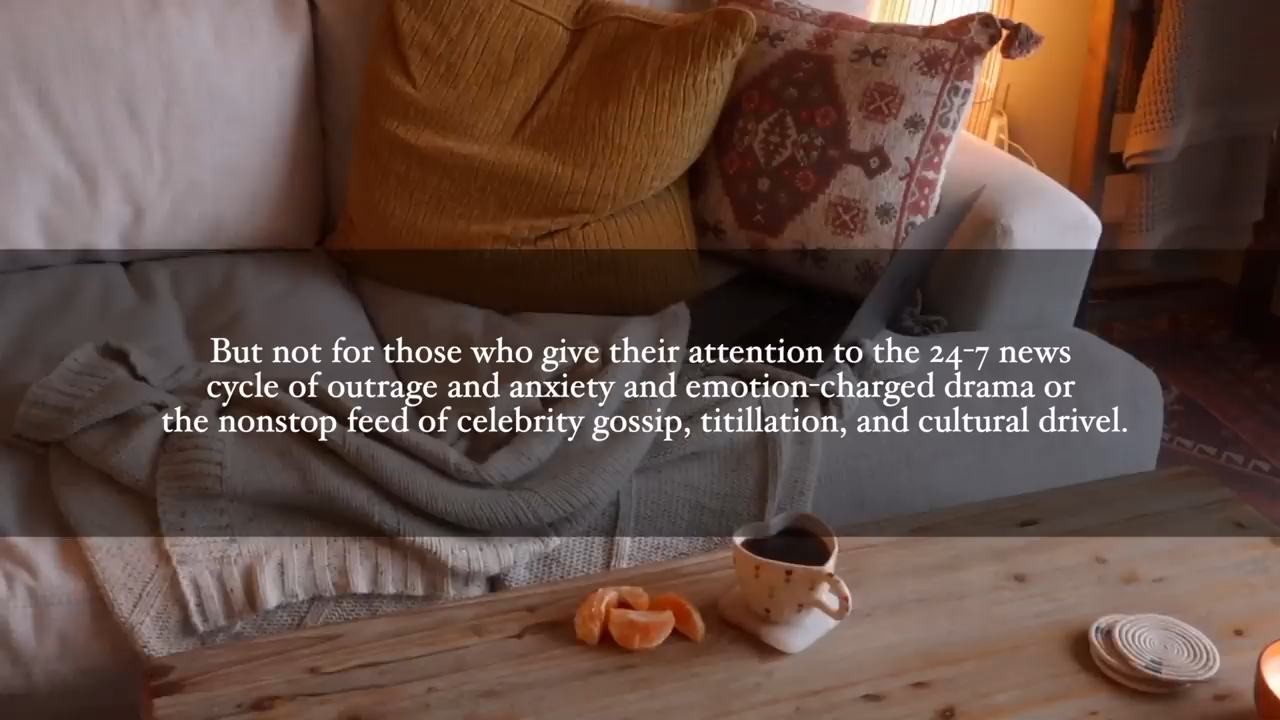 But not for those who give their attention to the 24-7 news
cycle of outrage and anxiety and emotion-charged drama or
the nonstop feed of celebrity gossip, titillation, and cultural drivel.